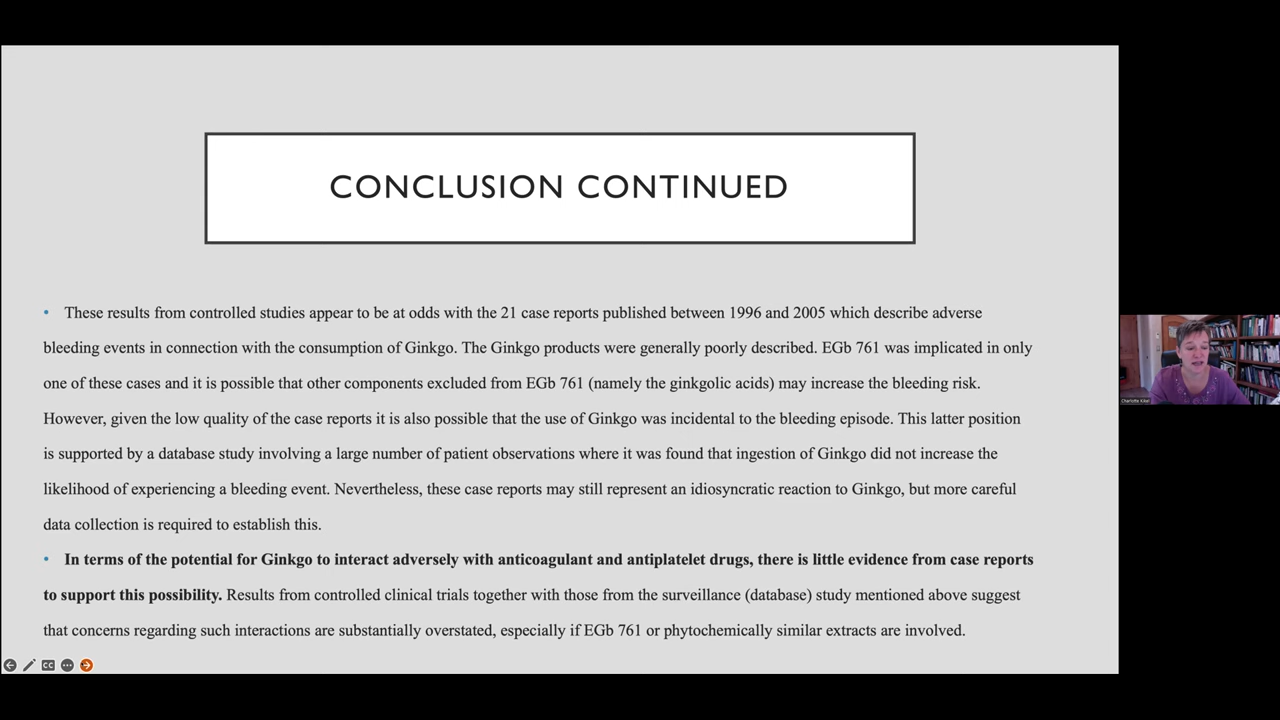 CONCLUSION CONTINUED
• These results from controlled studies appear to be at odds with the 21 case reports published between 1996 and 2005 which describe adverse
bleeding events in connection with the consumption of Ginkgo. The Ginkgo products were generally poorly described. EGb 761 was implicated in only
one of these cases and it is possible that other components excluded from EGb 761 (namely the ginkgolic acids) may increase the bleeding risk.
However, given the low quality of the case reports it is also possible that the use of Ginkgo was incidental to the bleeding episode. This latter position
is supported by a database study involving a large number of patient observations where it was found that ingestion of Ginkgo did not increase the
likelihood of experiencing a bleeding event. Nevertheless, these case reports may still represent an idiosyncratic reaction to Ginkgo, but more careful
data collection is required to establish this.
• In terms of the potential for Ginkgo to interact adversely with anticoagulant and antiplatelet drugs, there is little evidence from case reports
to support this possibility. Results from controlled clinical trials together with those from the surveillance (database) study mentioned above suggest
that concerns regarding such interactions are substantially overstated, especially if EGb 761 or phytochemically similar extracts are involved.
CC
Charlotte Kikel